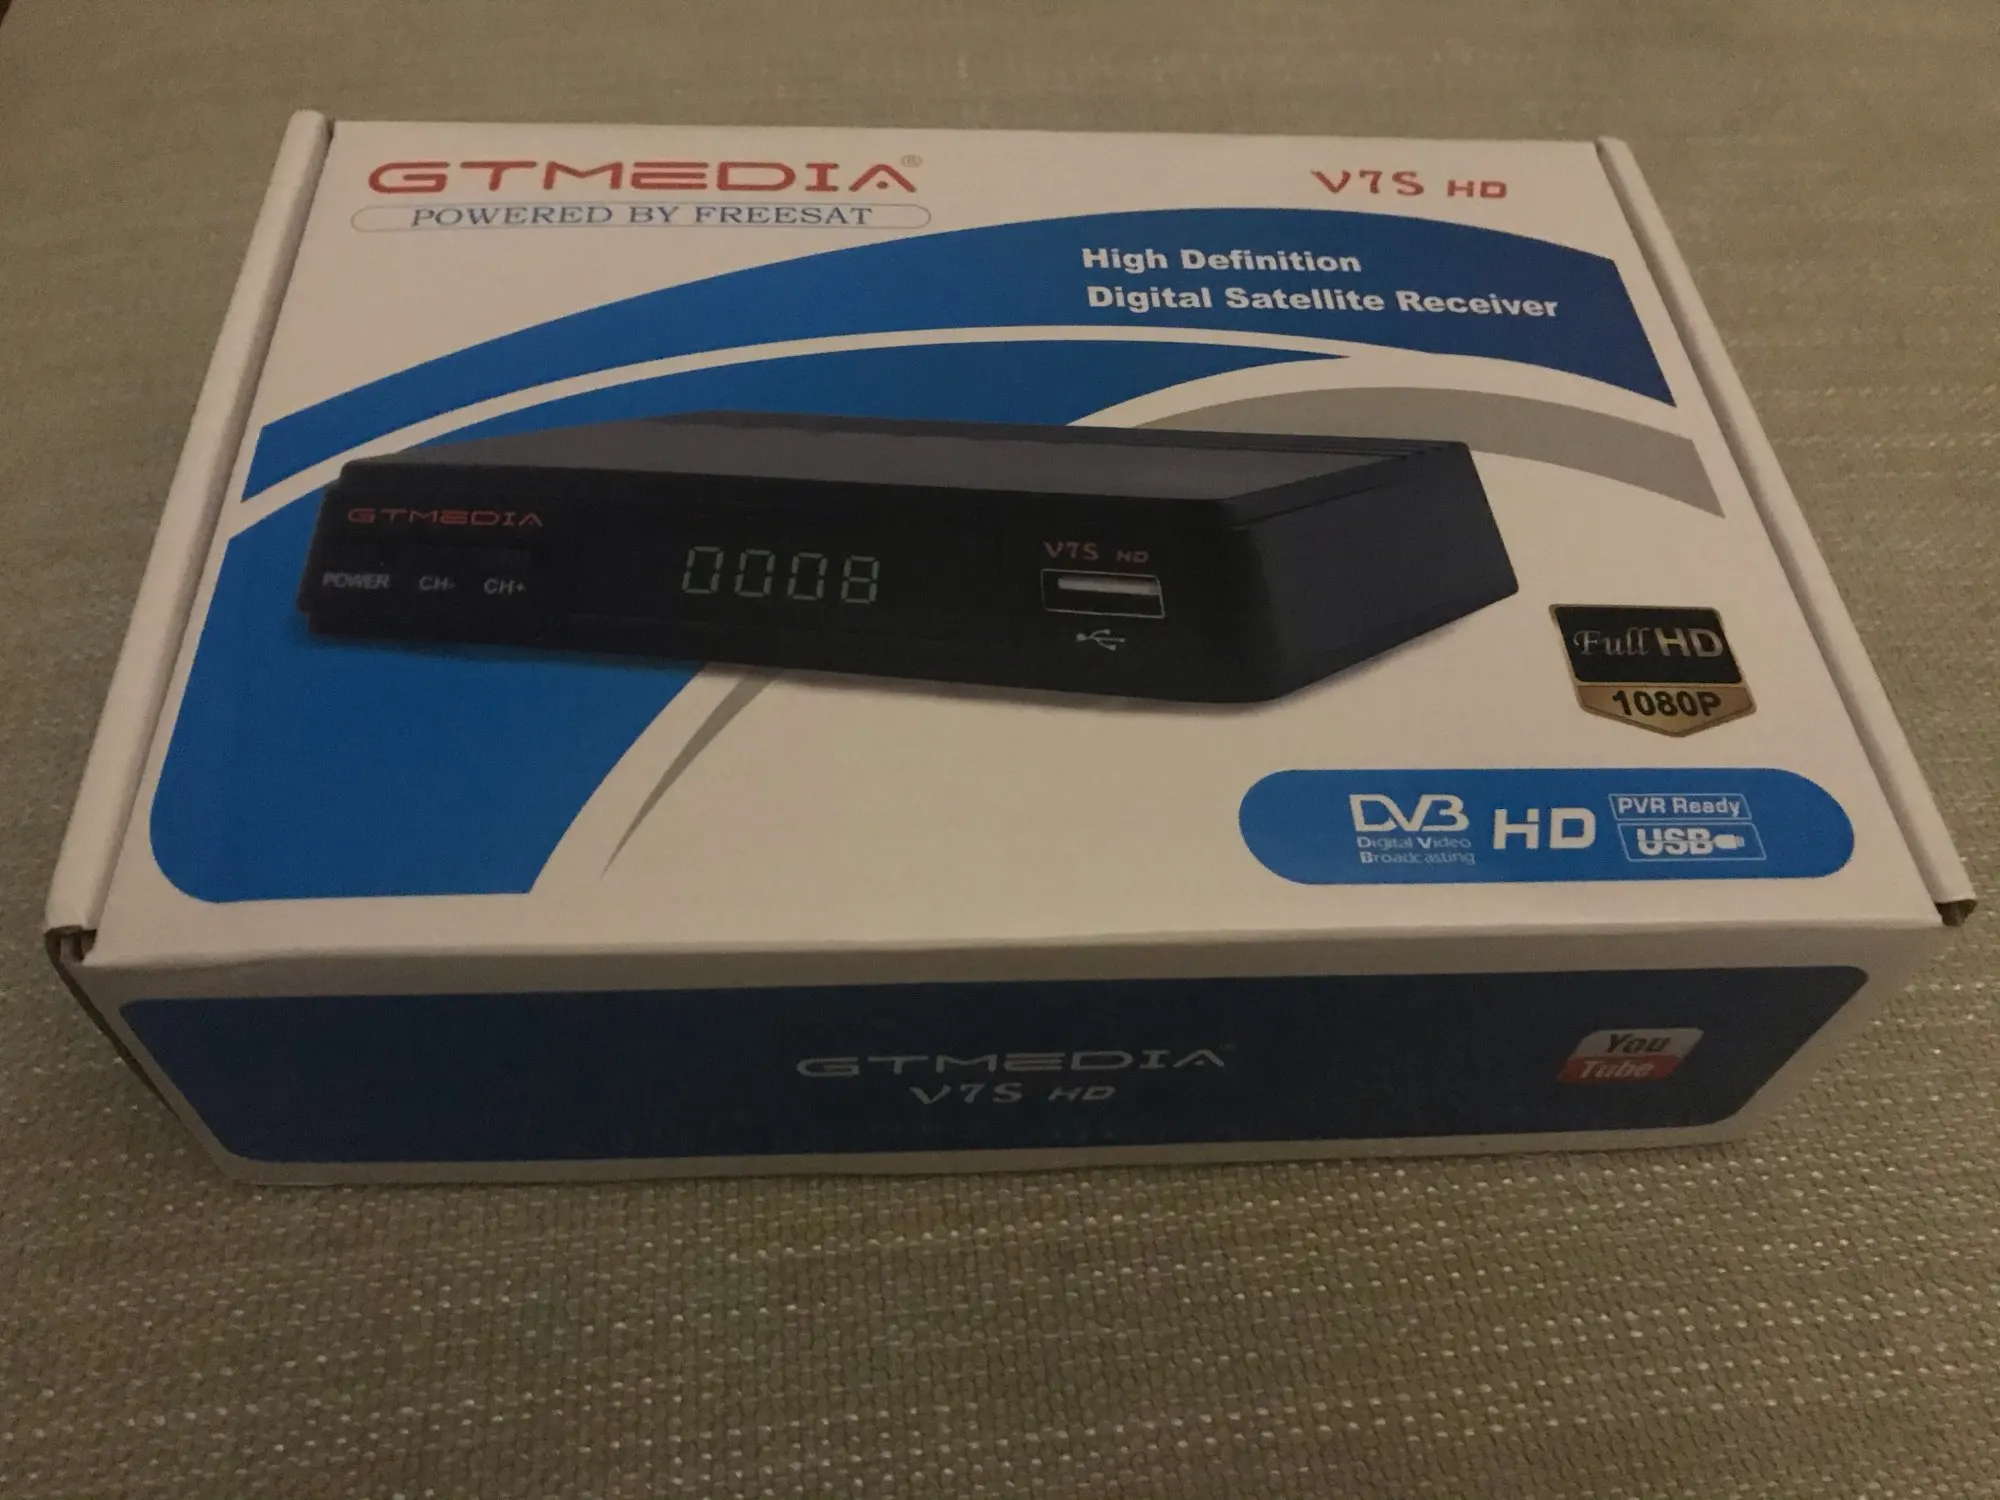 GTMEDIA®
POWERED BY FREESAT
V7S HD
High Definition
Digital Satellite Receiver
GTMEDIA
POWER CH- CH+
0008
V7S HD
Full HD
1080P
DVB
Digital Video
Broadcasting
HD
PVR Ready
USB
GTMEDIA
V7S HD
You
Tube